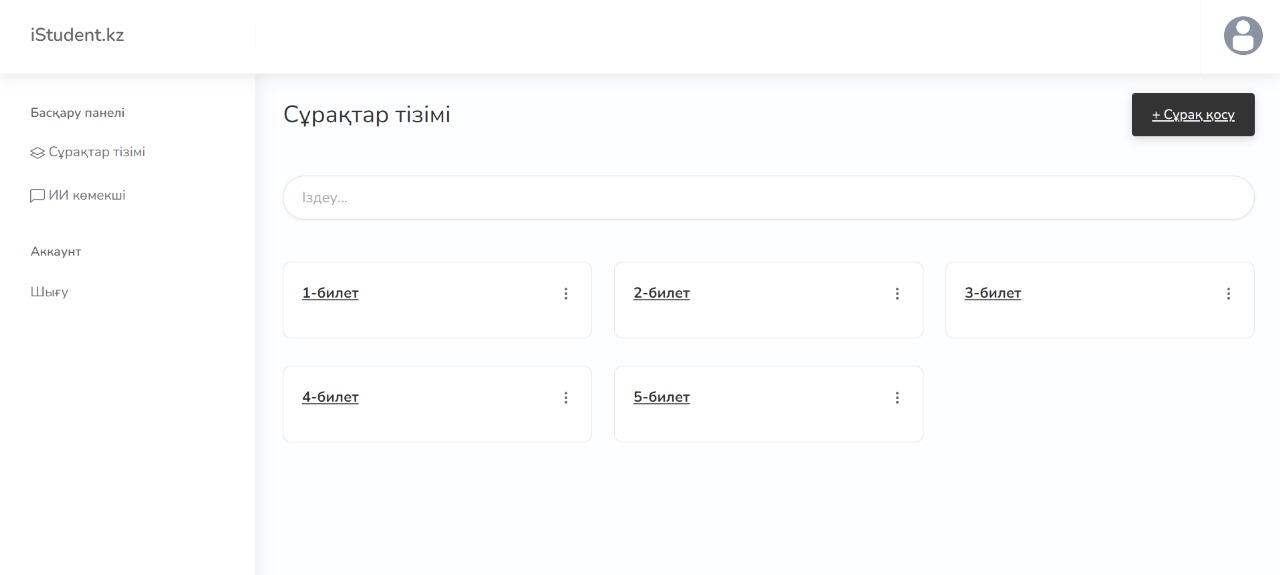 iStudent.kz
Басқару панелі
Сұрақтар тізімі
ИИ көмекші
Аккаунт
Шығу
Сұрақтар тізімі
+ Сұрақ қосу
Іздеу...
1-билет
2-билет
3-билет
4-билет
5-билет